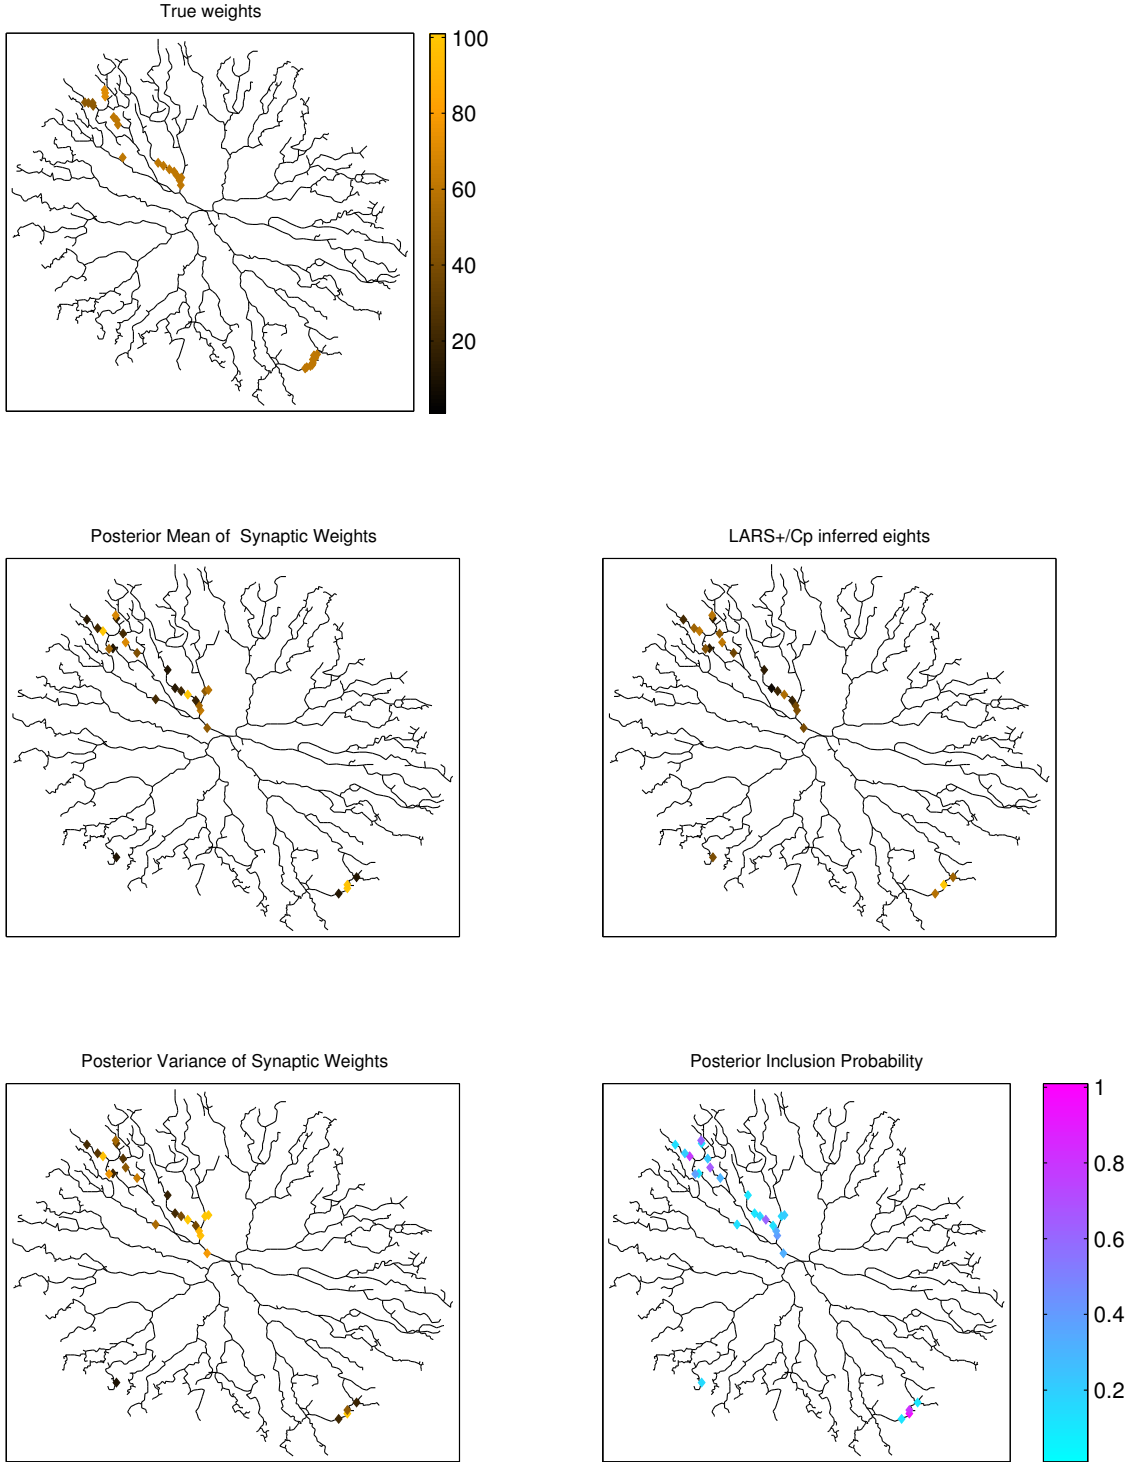 True weights
100
80
60
40
20
Posterior Mean of  Synaptic Weights
LARS+/Cp inferred eights
Posterior Variance of Synaptic Weights
Posterior Inclusion Probability
1
0.8
0.6
0.4
0.2